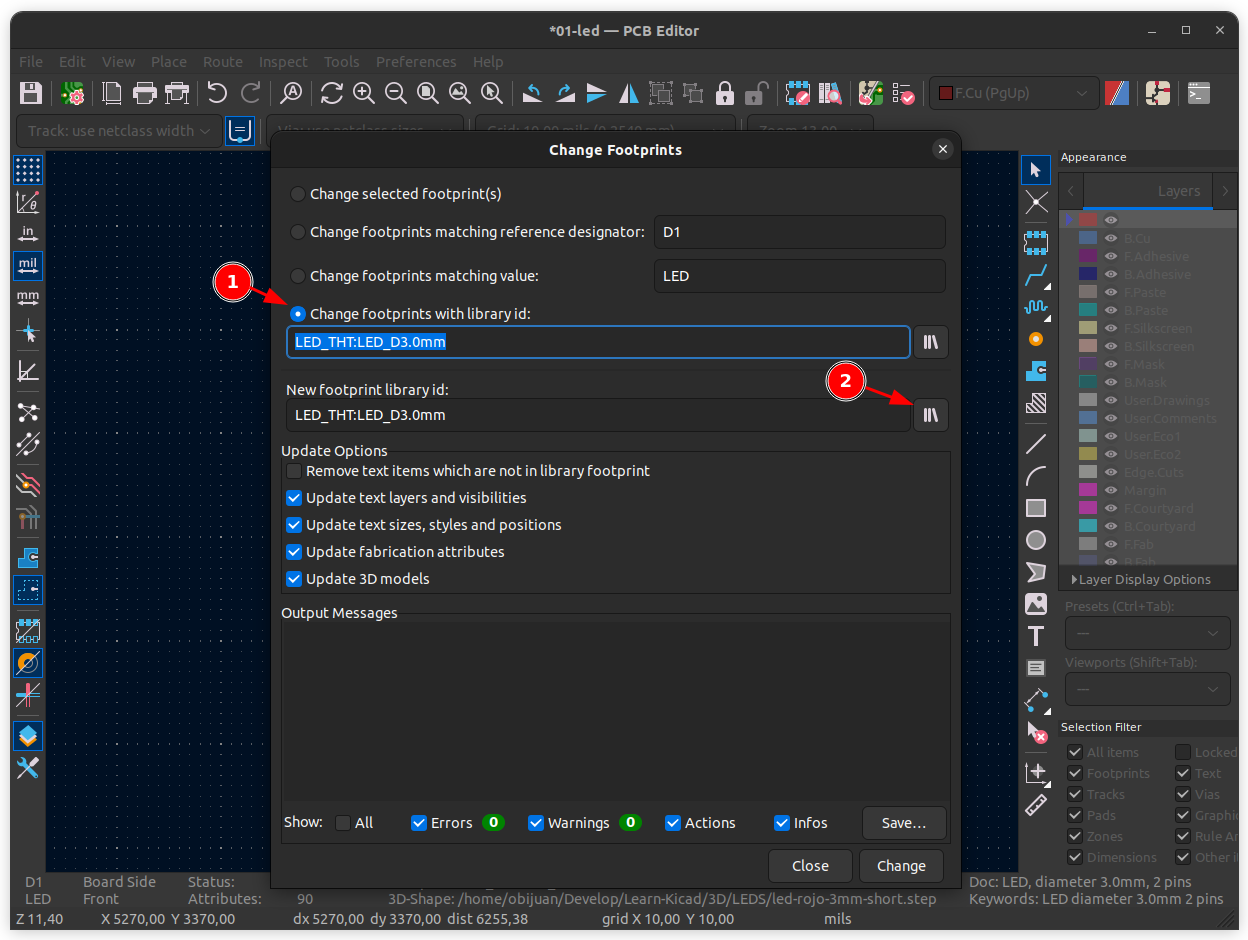 *01-led — PCB Editor
File Edit View Place Route Inspect Tools Preferences Help
F.Cu (PgUp)
Track: use netclass width
Change Footprints
Appearance
Layers
in
mil
mm
Change selected footprint(s)
Change footprints matching reference designator: D1
Change footprints matching value: LED
1
Change footprints with library id:
LED_THT:LED_D3.0mm
2
New footprint library id:
LED_THT:LED_D3.0mm
Update Options
Remove text items which are not in library footprint
Update text layers and visibilities
Update text sizes, styles and positions
Update fabrication attributes
Update 3D models
Output Messages
Show: All Errors 0 Warnings 0 Actions Infos Save...
Close Change
B.Cu
F.Adhesive
B.Adhesive
F.Paste
B.Paste
F.Silkscreen
B.Silkscreen
F.Mask
B.Mask
User.Drawings
User.Comments
User.Eco1
User.Eco2
Edge.Cuts
Margin
F.Courtyard
B.Courtyard
F.Fab
B.Fab
Layer Display Options
Presets (Ctrl+Tab):
—
Viewports (Shift+Tab):
—
Selection Filter
All items Locked
Footprints Text
Tracks Vias
Pads Graphi
Zones Rule Ar
Dimensions Other i
D1 Board Side Status: Doc: LED, diameter 3.0mm, 2 pins
LED Front Attributes: 90 3D-Shape: /home/obijuan/Develop/Learn-Kicad/3D/LEDS/led-rojo-3mm-short.step Keywords: LED diameter 3.0mm 2 pins
Z 11,40 X 5270,00 Y 3370,00 dx 5270,00 dy 3370,00 dist 6255,38 grid X 10,00 Y 10,00 mils